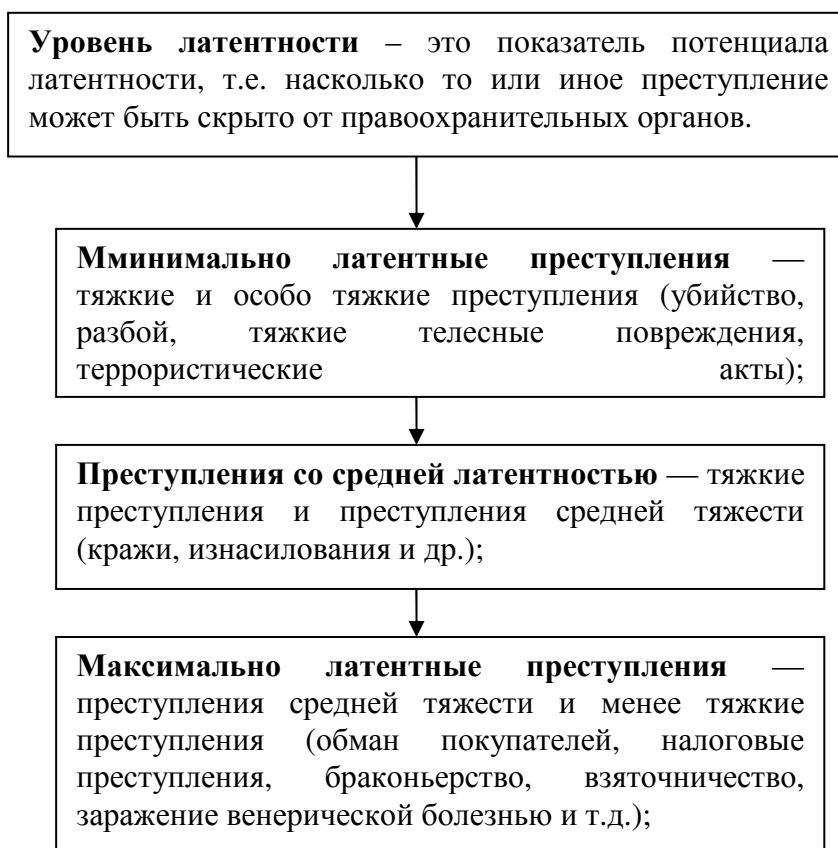 Уровень латентности – это показатель потенциала
латентности, т.е. насколько то или иное преступление
может быть скрыто от правоохранительных органов.
Мминимально латентные преступления —
тяжкие и особо тяжкие преступления (убийство,
разбой, тяжкие телесные повреждения,
террористические акты);
Преступления со средней латентностью — тяжкие
преступления и преступления средней тяжести
(кражи, изнасилования и др.);
Максимально латентные преступления —
преступления средней тяжести и менее тяжкие
преступления (обман покупателей, налоговые
преступления, браконьерство, взяточничество,
заражение венерической болезнью и т.д.);